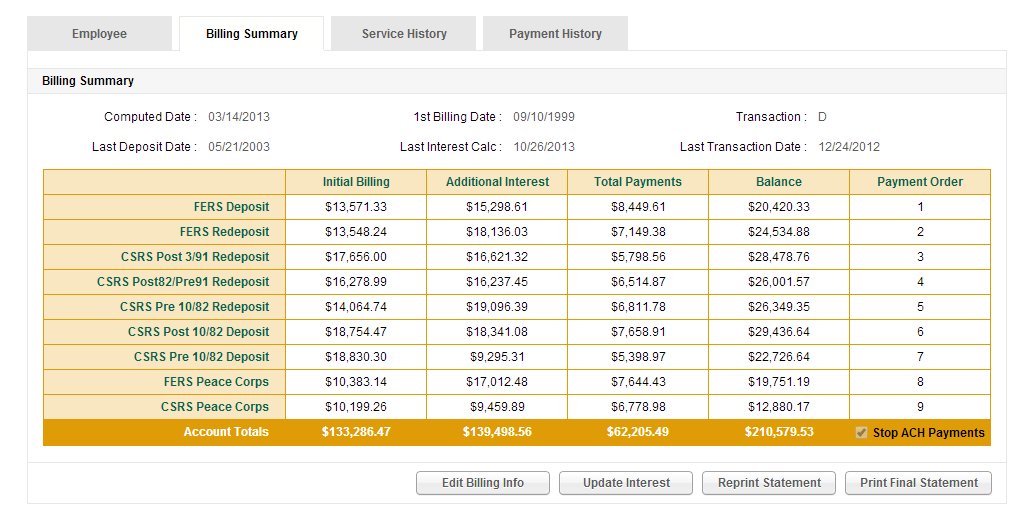 Employee Billing Summary Service History Payment History
Billing Summary
Computed Date : 03/14/2013 1st Billing Date : 09/10/1999 Transaction : D
Last Deposit Date : 05/21/2003 Last Interest Calc : 10/26/2013 Last Transaction Date : 12/24/2012
Initial Billing Additional Interest Total Payments Balance Payment Order
FERS Deposit $13,571.33 $15,298.61 $8,449.61 $20,420.33 1
FERS Redeposit $13,548.24 $18,136.03 $7,149.38 $24,534.88 2
CSRS Post 3/91 Redeposit $17,656.00 $16,621.32 $5,798.56 $28,478.76 3
CSRS Post82/Pre91 Redeposit $16,278.99 $16,237.45 $6,514.87 $26,001.57 4
CSRS Pre 10/82 Redeposit $14,064.74 $19,096.39 $6,811.78 $26,349.35 5
CSRS Post 10/82 Deposit $18,754.47 $18,341.08 $7,658.91 $29,436.64 6
CSRS Pre 10/82 Deposit $18,830.30 $9,295.31 $5,398.97 $22,726.64 7
FERS Peace Corps $10,383.14 $17,012.48 $7,644.43 $19,751.19 8
CSRS Peace Corps $10,199.26 $9,459.89 $6,778.98 $12,880.17 9
Account Totals $133,286.47 $139,498.56 $62,205.49 $210,579.53 Stop ACH Payments
Edit Billing Info Update Interest Reprint Statement Print Final Statement